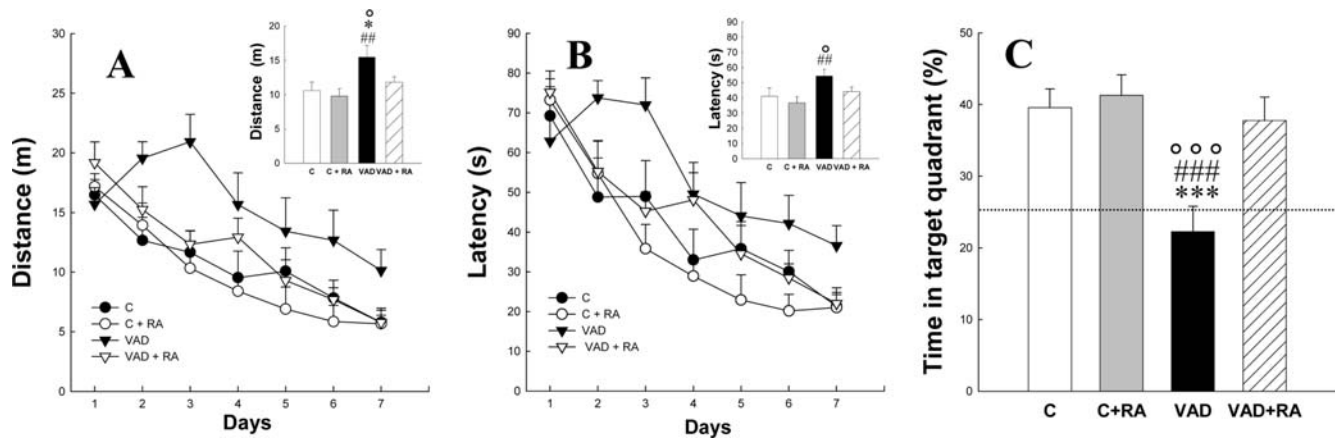 A
Distance (m)
30
25
20
15
10
5
0
1 2 3 4 5 6 7
Days
C
C + RA
VAD
VAD + RA
Distance (m)
20
15
10
5
0
°
*
##
C C + RA VAD VAD + RA
B
Latency (s)
90
80
70
60
50
40
30
20
10
0
1 2 3 4 5 6 7
Days
C
C + RA
VAD
VAD + RA
Latency (s)
90
80
70
60
50
40
30
20
10
0
°
##
C C + RA VAD VAD + RA
C
Time in target quadrant (%)
50
40
30
20
10
0
° ° °
###
***
C C+RA VAD VAD+RA